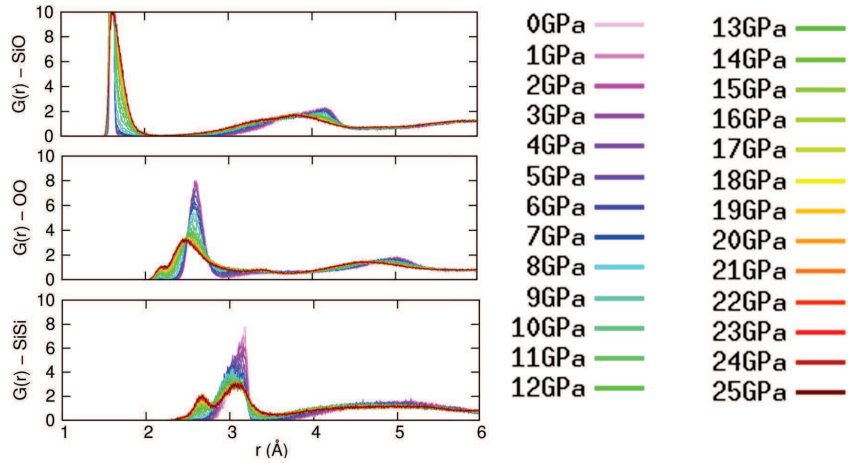 10
8
6
4
2
0
G(r) – SiO
10
8
6
4
2
0
G(r) – OO
10
8
6
4
2
0
G(r) – SiSi
1 2 3 4 5 6
r (Å)
0GPa
1GPa
2GPa
3GPa
4GPa
5GPa
6GPa
7GPa
8GPa
9GPa
10GPa
11GPa
12GPa
13GPa
14GPa
15GPa
16GPa
17GPa
18GPa
19GPa
20GPa
21GPa
22GPa
23GPa
24GPa
25GPa